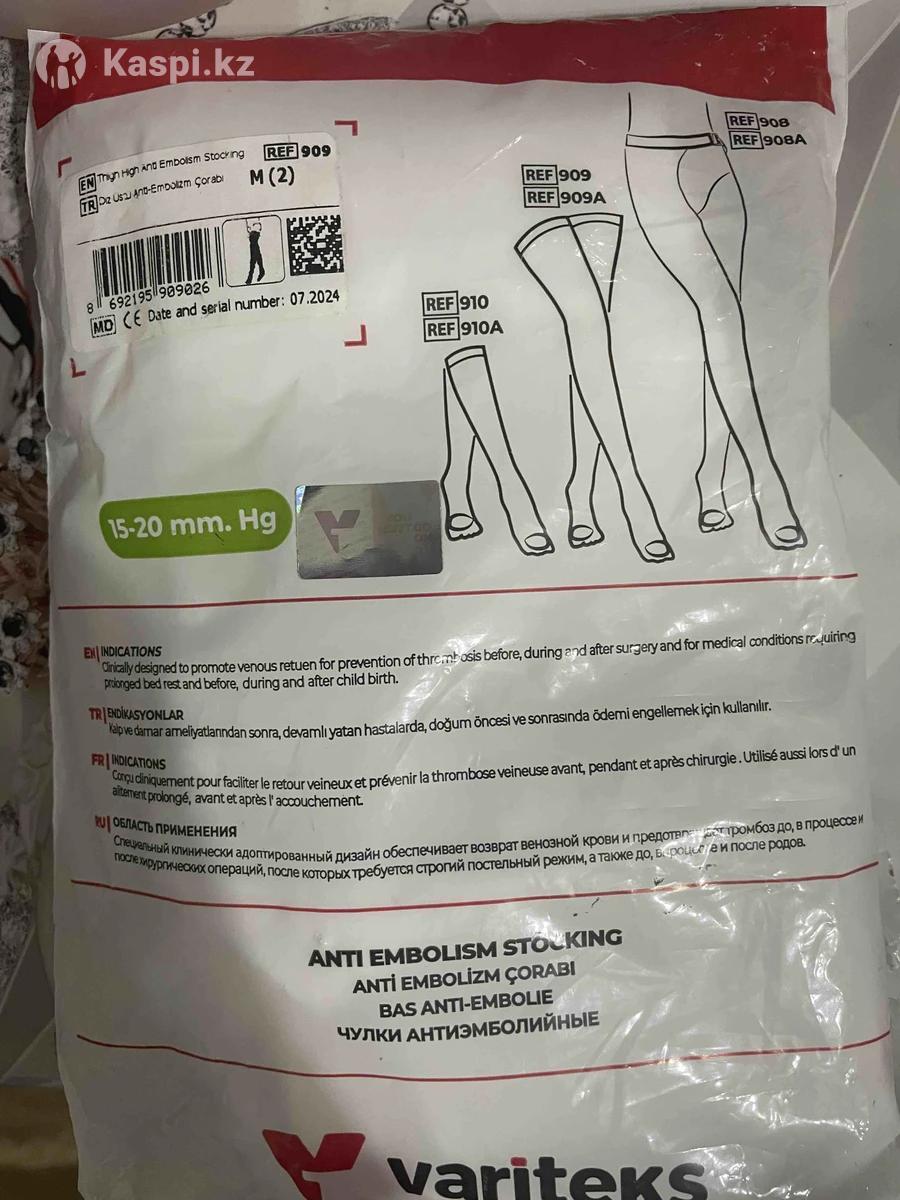 Kaspi.kz
EN Thigh High Anti Embolism Stocking REF 909
TR Diz Üstü Anti-Embolizm Çorabı M (2)
8 692195 909026
MD CE Date and serial number: 07.2024
REF 908
REF 908A
REF 909
REF 909A
REF 910
REF 910A
15-20 mm. Hg
EN INDICATIONS
Clinically designed to promote venous retuen for prevention of thrombosis before, during and after surgery and for medical conditions requiring
prolonged bed rest and before, during and after child birth.
TR ENDİKASYONLAR
Kalp ve damar ameliyatlarından sonra, devamlı yatan hastalarda, doğum öncesi ve sonrasında ödemi engellemek için kullanılır.
FR INDICATIONS
Conçu cliniquement pour faciliter le retour veineux et prévenir la thrombose veineuse avant, pendant et après chirurgie. Utilisé aussi lors d' un
alitement prolongé, avant et après l' accouchement.
RU ОБЛАСТЬ ПРИМЕНЕНИЯ
Специальный клинически адоптированный дизайн обеспечивает возврат венозной крови и предотвращает тромбоз до, в процессе и
после хирургических операций, после которых требуется строгий постельный режим, а также до, в процессе и после родов.
ANTI EMBOLISM STOCKING
ANTİ EMBOLİZM ÇORABI
BAS ANTI-EMBOLIE
ЧУЛКИ АНТИЭМБОЛИЙНЫЕ
variteks